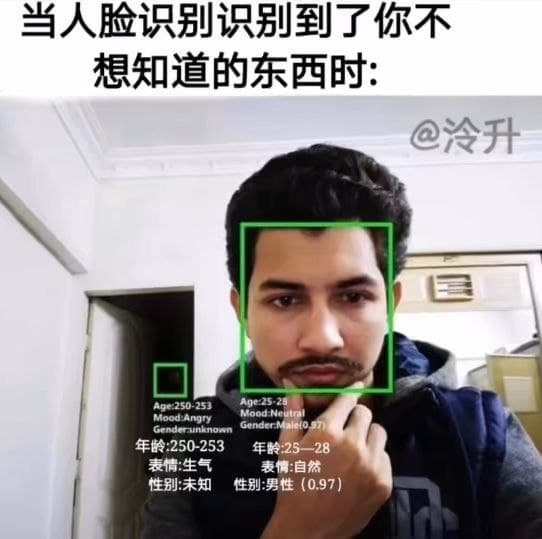 当人脸识别识别到了你不
想知道的东西时:
@泠升
Age:250-253
Mood:Angry
Gender:unknown
年龄:250-253
表情:生气
性别:未知
Age:25-28
Mood:Neutral
Gender:Male(0.97)
年龄:25—28
表情:自然
性别:男性（0.97）